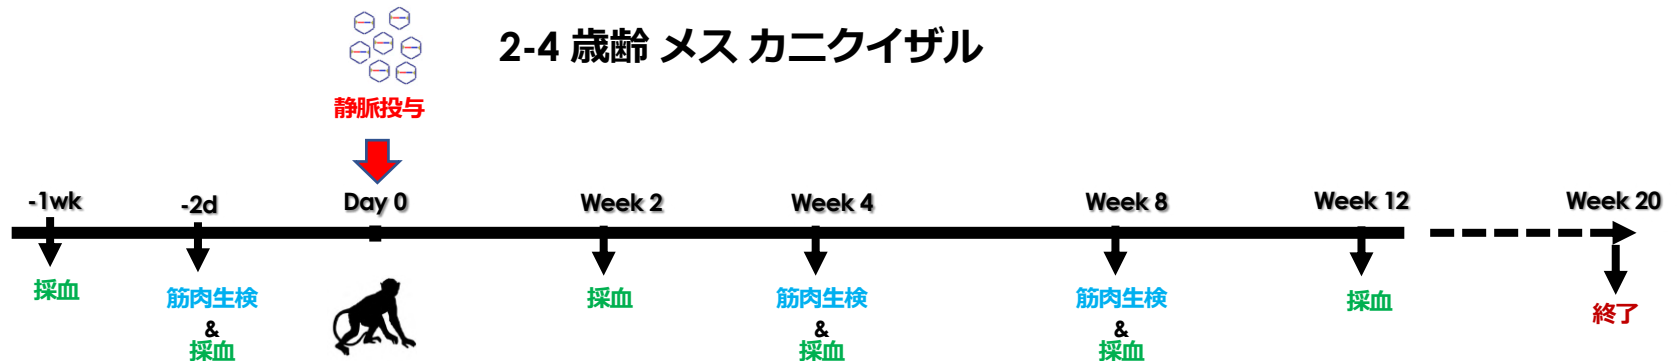 2-4 歳齢 メス カニクイザル
静脈投与
-1wk
-2d
Day 0
Week 2
Week 4
Week 8
Week 12
Week 20
採血
筋肉生検
&
採血
採血
筋肉生検
&
採血
筋肉生検
&
採血
採血
終了